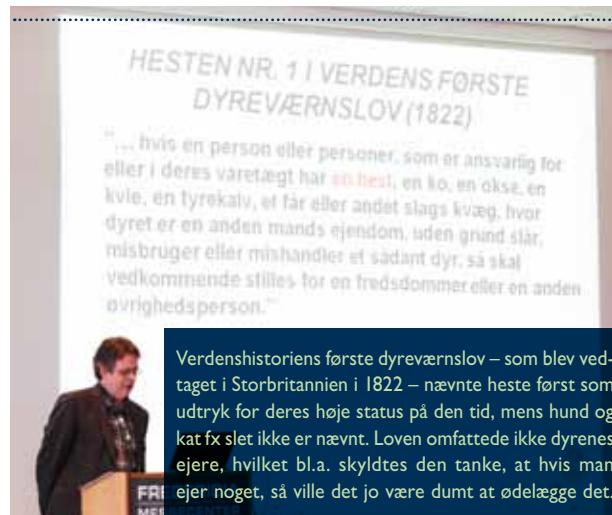 HESTEN NR. 1 I VERDENS FØRSTE
DYREVÆRNSLOV (1822)
"... hvis en person eller personer, som er ansvarlig for
eller i deres varetægt har en hest, en ko, en okse, en
kvie, en tyrekalv, et får eller andet slags kvæg, hvor
dyret er en anden mands ejendom, uden grund slår,
misbruger eller mishandler et sådant dyr, så skal
vedkommende stilles for en fredsdommer eller en anden
øvrighedsperson."
Verdenshistoriens første dyreværnslov – som blev ved-
taget i Storbritannien i 1822 – nævnte heste først som
udtryk for deres høje status på den tid, mens hund og
kat fx slet ikke er nævnt. Loven omfattede ikke dyrenes
ejere, hvilket bl.a. skyldtes den tanke, at hvis man
ejer noget, så ville det jo være dumt at ødelægge det.
FRE